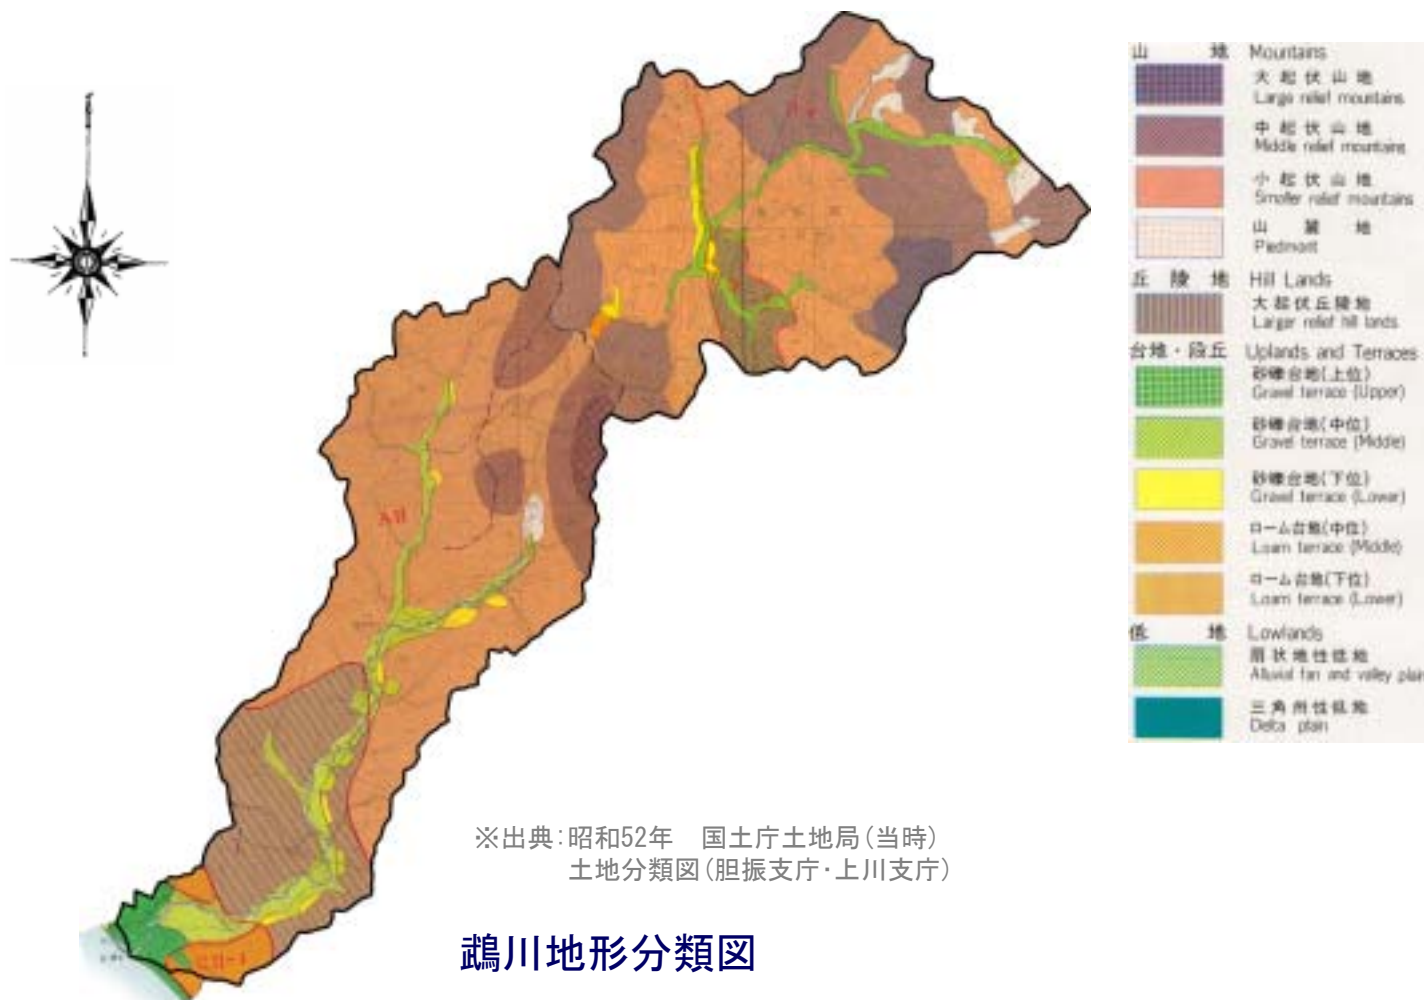 山 地 Mountains
大起伏山地
Large relief mountains
中起伏山地
Middle relief mountains
小起伏山地
Smaller relief mountains
山麓地
Piedmont
丘陵地 Hill Lands
大起伏丘陵地
Larger relief hill lands
台地・段丘 Uplands and Terraces
砂礫台地(上位)
Gravel terrace (Upper)
砂礫台地(中位)
Gravel terrace (Middle)
砂礫台地(下位)
Gravel terrace (Lower)
ローム台地(中位)
Loam terrace (Middle)
ローム台地(下位)
Loam terrace (Lower)
低 地 Lowlands
扇状地性低地
Alluvial fan and valley plain
三角州性低地
Delta plain
※出典:昭和52年 国土庁土地局(当時)
土地分類図(胆振支庁・上川支庁)
鵡川地形分類図